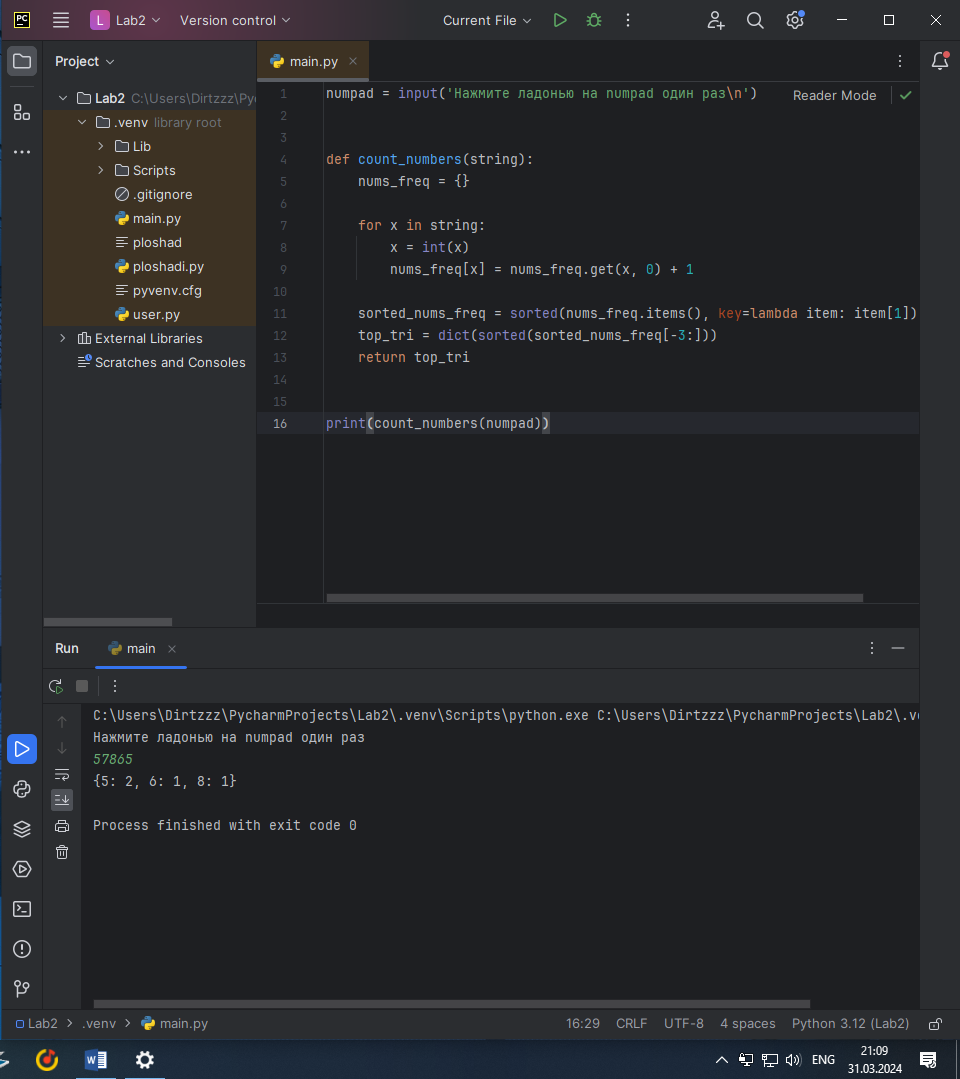 PC L Lab2 Version control Current File
Project
Lab2 C:\Users\Dirtzzz\Py
.venv library root
Lib
Scripts
.gitignore
main.py
ploshad
ploshadi.py
pyvenv.cfg
user.py
External Libraries
Scratches and Consoles
main.py
Reader Mode
1 numpad = input('Нажмите ладонью на numpad один раз\n')
2
3
4 def count_numbers(string):
5     nums_freq = {}
6
7     for x in string:
8         x = int(x)
9         nums_freq[x] = nums_freq.get(x, 0) + 1
10
11     sorted_nums_freq = sorted(nums_freq.items(), key=lambda item: item[1])
12     top_tri = dict(sorted(sorted_nums_freq[-3:]))
13     return top_tri
14
15
16 print(count_numbers(numpad))
Run main
C:\Users\Dirtzzz\PycharmProjects\Lab2\.venv\Scripts\python.exe C:\Users\Dirtzzz\PycharmProjects\Lab2\.ve
Нажмите ладонью на numpad один раз
57865
{5: 2, 6: 1, 8: 1}
Process finished with exit code 0
Lab2 > .venv > main.py 16:29 CRLF UTF-8 4 spaces Python 3.12 (Lab2)
W ENG 21:09
31.03.2024